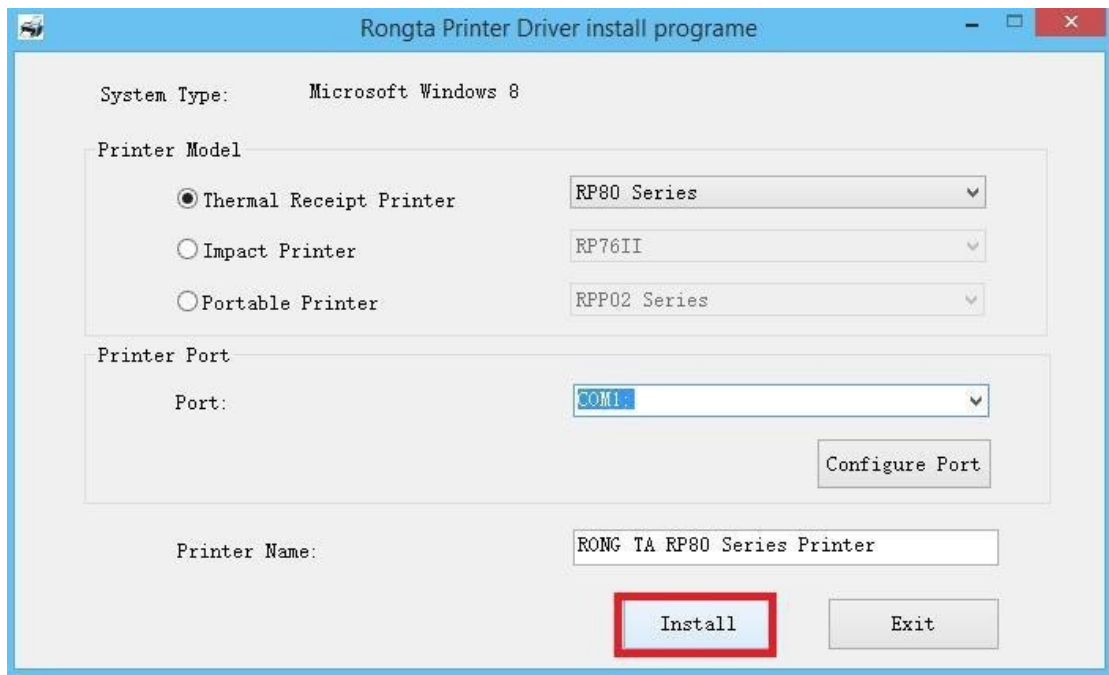 Rongta Printer Driver install programe
System Type: Microsoft Windows 8
Printer Model
Thermal Receipt Printer RP80 Series
Impact Printer RP76II
Portable Printer RPP02 Series
Printer Port
Port: COM1:
Configure Port
Printer Name: RONG TA RP80 Series Printer
Install Exit